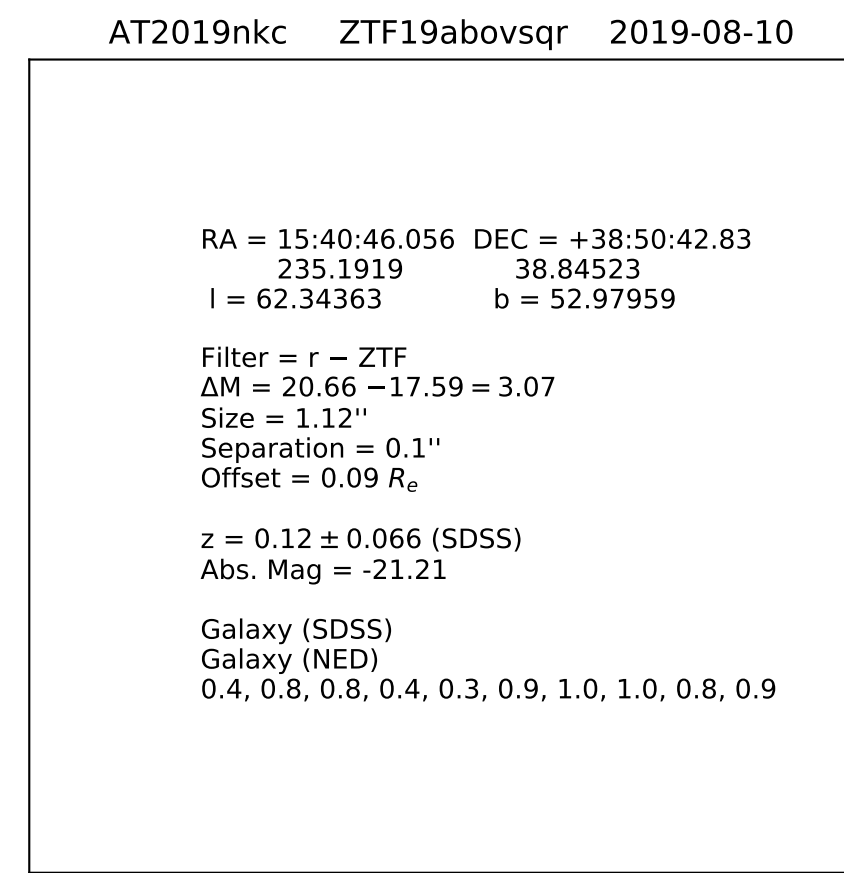 AT2019nkc ZTF19abovsqr 2019-08-10
RA = 15:40:46.056 DEC = +38:50:42.83
235.1919 38.84523
l = 62.34363 b = 52.97959
Filter = r − ZTF
ΔM = 20.66 −17.59 = 3.07
Size = 1.12''
Separation = 0.1''
Offset = 0.09 Rₑ
z = 0.12 ± 0.066 (SDSS)
Abs. Mag = -21.21
Galaxy (SDSS)
Galaxy (NED)
0.4, 0.8, 0.8, 0.4, 0.3, 0.9, 1.0, 1.0, 0.8, 0.9